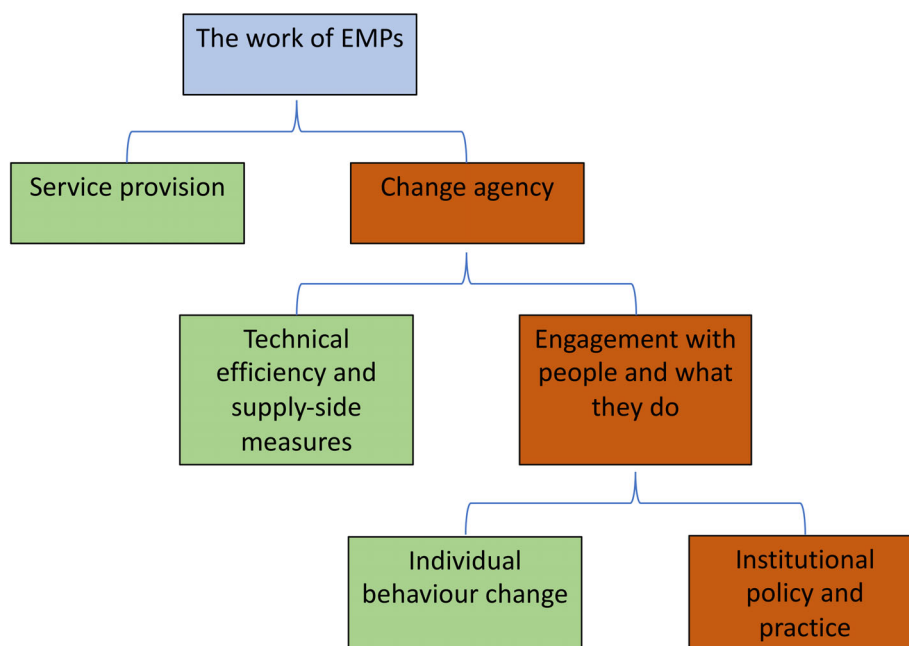 The work of EMPs
Service provision
Change agency
Technical
efficiency and
supply-side
measures
Engagement with
people and what
they do
Individual
behaviour change
Institutional
policy and
practice